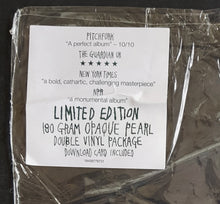 PITCHFORK
"A perfect album" – 10/10
THE GUARDIAN UK
★★★★★
NEW YORK TIMES
"a bold, cathartic, challenging masterpiece"
NPR
"a monumental album"
LIMITED EDITION
180 GRAM OPAQUE PEARL
DOUBLE VINYL PACKAGE
DOWNLOAD CARD INCLUDED